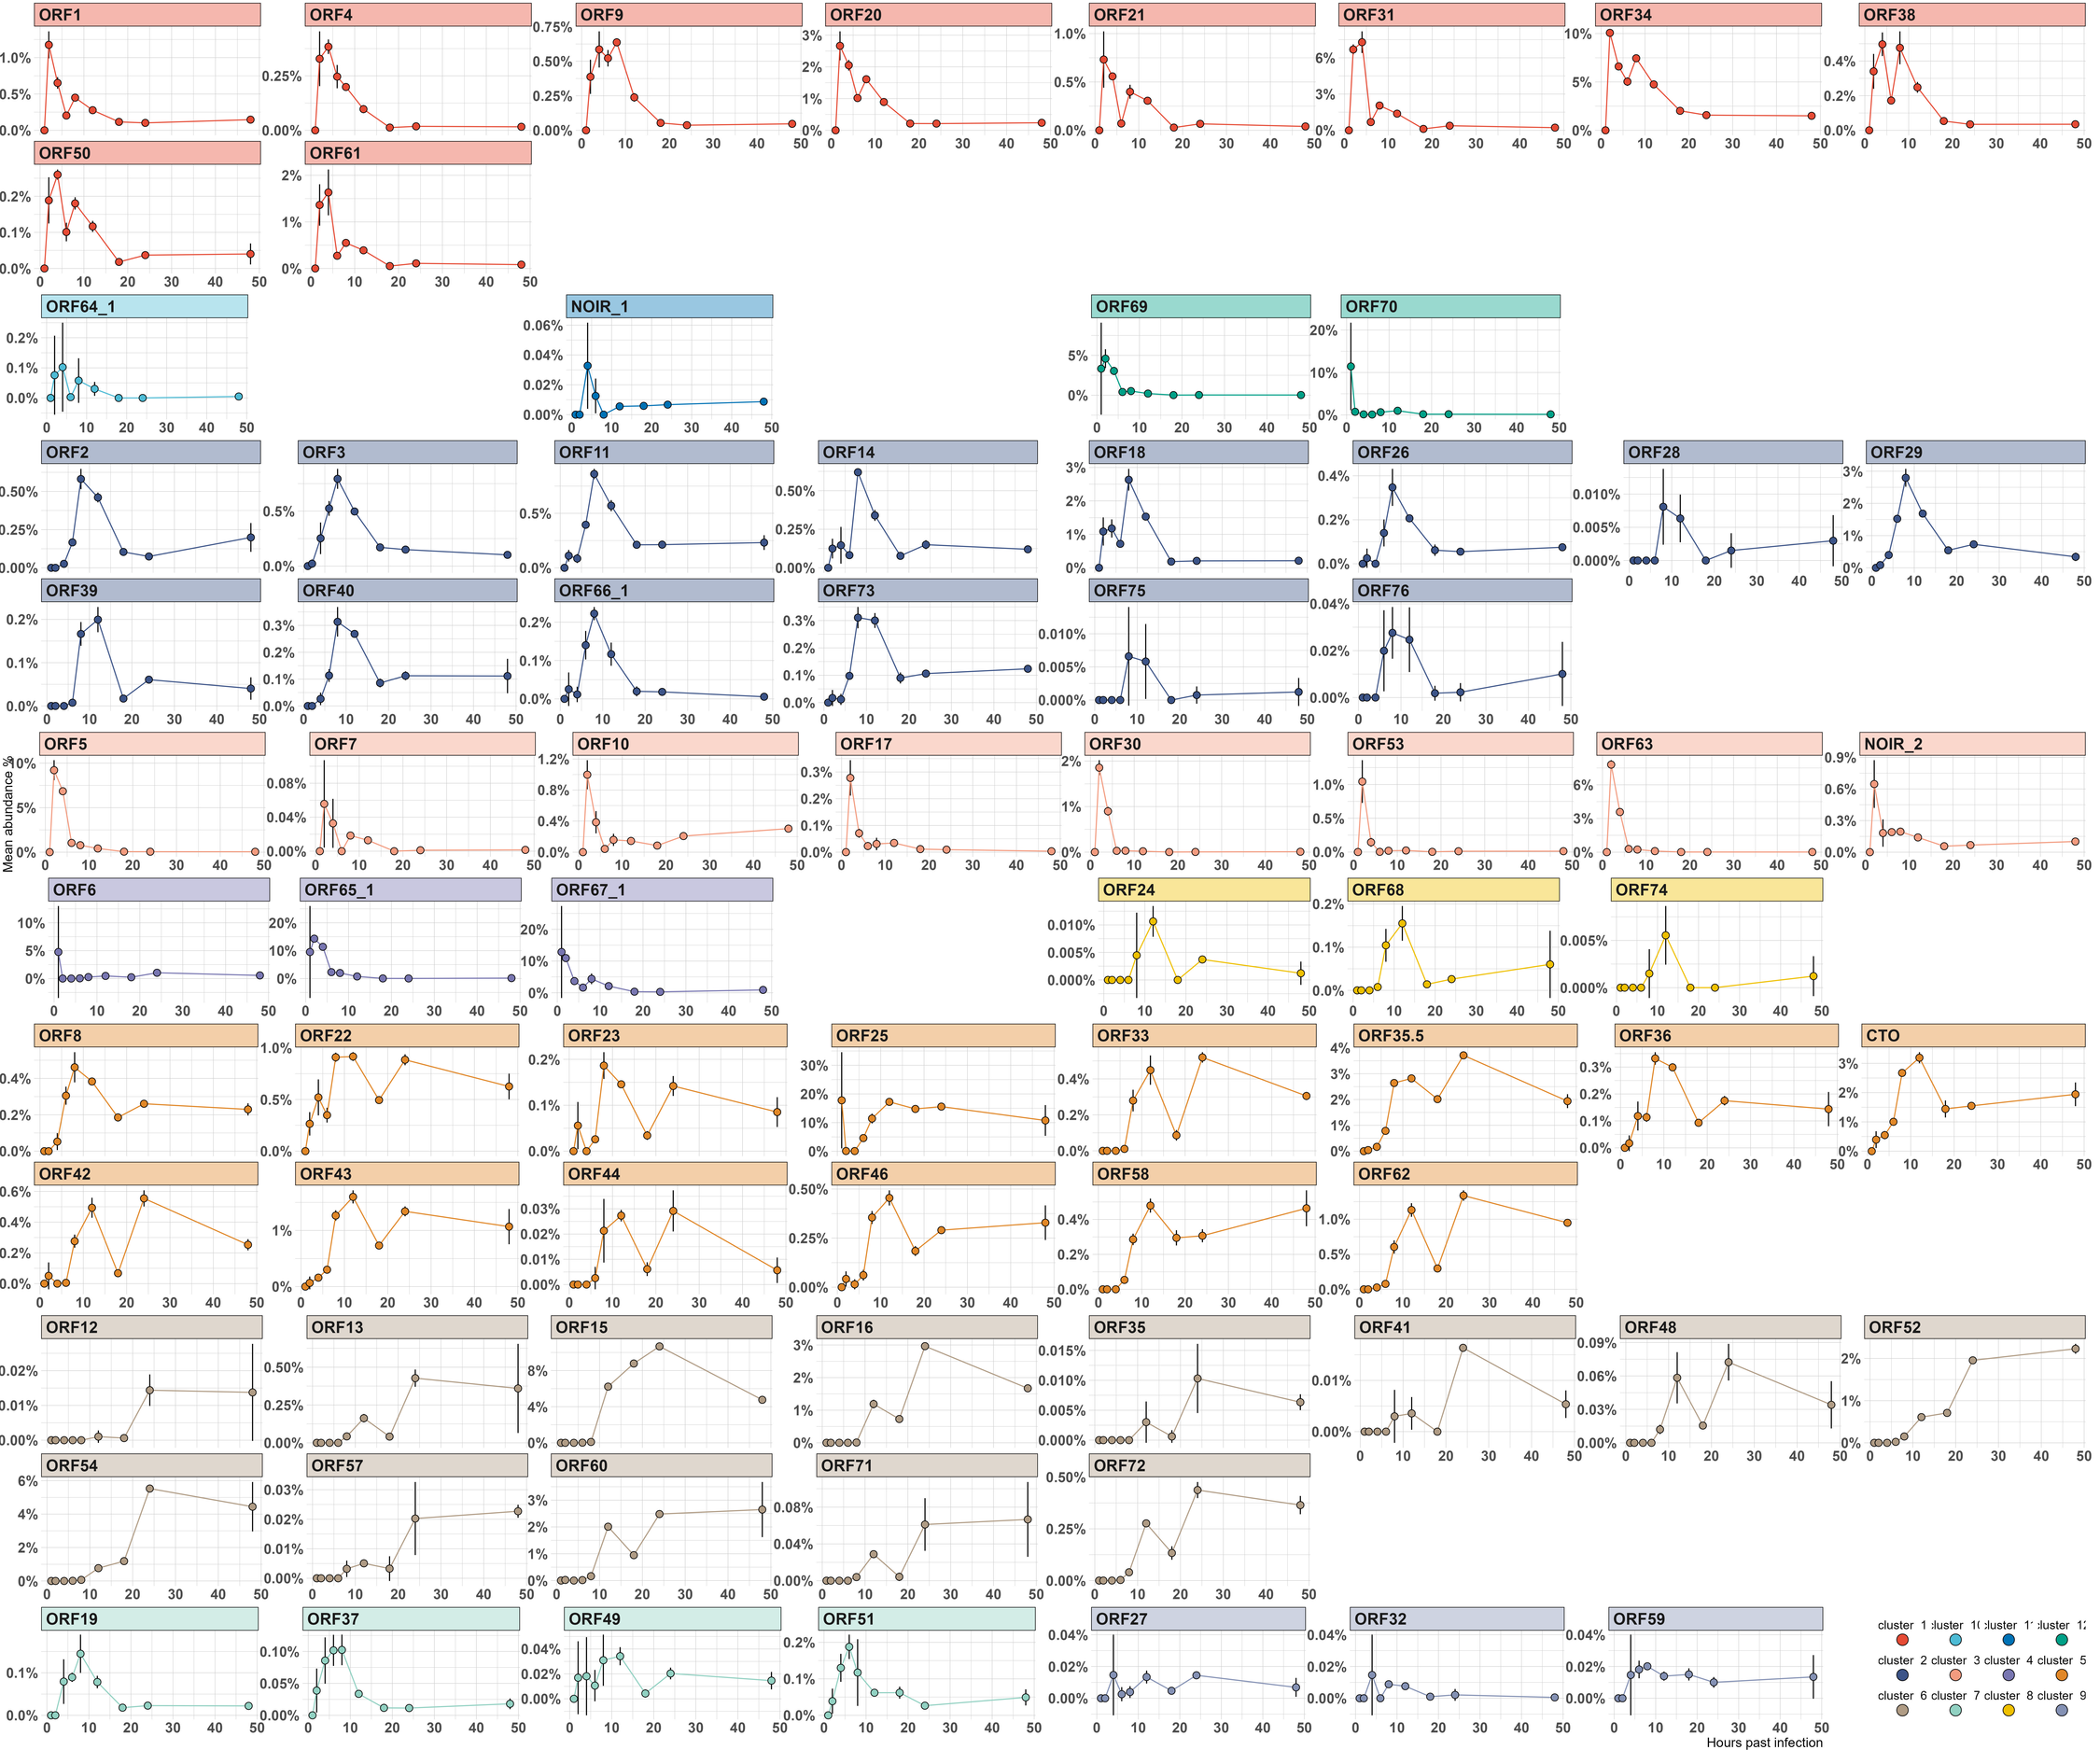 ORF1 ORF4 ORF9 ORF20 ORF21 ORF31 ORF34 ORF38
1.0% 0.5% 0.0%
0.25% 0.00%
0.75% 0.50% 0.25% 0.00%
3% 2% 1% 0%
1.0% 0.5% 0.0%
6% 3% 0%
10% 5% 0%
0.4% 0.2% 0.0%
0 10 20 30 40 50 0 10 20 30 40 50 0 10 20 30 40 50 0 10 20 30 40 50 0 10 20 30 40 50 0 10 20 30 40 50
ORF50 ORF61
0.2% 0.1% 0.0%
2% 1% 0%
0 10 20 30 40 50 0 10 20 30 40 50
ORF64_1 NOIR_1 ORF69 ORF70
0.2% 0.1% 0.0%
0.06% 0.04% 0.02% 0.00%
5% 0%
20% 10% 0%
0 10 20 30 40 50 0 10 20 30 40 50 0 10 20 30 40 50 0 10 20 30 40 50
ORF2 ORF3 ORF11 ORF14 ORF18 ORF26 ORF28 ORF29
0.50% 0.25% 0.00%
0.5% 0.0%
0.5% 0.0%
0.50% 0.25% 0.00%
3% 2% 1% 0%
0.4% 0.2% 0.0%
0.010% 0.005% 0.000%
3% 2% 1% 0%
0 10 20 30 40 50 0 10 20 30 40 50
ORF39 ORF40 ORF66_1 ORF73 ORF75 ORF76
0.2% 0.1% 0.0%
0.3% 0.2% 0.1% 0.0%
0.2% 0.1% 0.0%
0.3% 0.2% 0.1% 0.0%
0.010% 0.005% 0.000%
0.04% 0.02% 0.00%
0 10 20 30 40 50 0 10 20 30 40 50 0 10 20 30 40 50 0 10 20 30 40 50 0 10 20 30 40 50 0 10 20 30 40 50
Mean abundance %
ORF5 ORF7 ORF10 ORF17 ORF30 ORF53 ORF63 NOIR_2
10% 5% 0%
0.08% 0.04% 0.00%
1.2% 0.8% 0.4% 0.0%
0.3% 0.2% 0.1% 0.0%
2% 1% 0%
1.0% 0.5% 0.0%
6% 3% 0%
0.9% 0.6% 0.3% 0.0%
0 10 20 30 40 50 0 10 20 30 40 50 0 10 20 30 40 50 0 10 20 30 40 50 0 10 20 30 40 50 0 10 20 30 40 50 0 10 20 30 40 50 0 10 20 30 40 50
ORF6 ORF65_1 ORF67_1 ORF24 ORF68 ORF74
10% 5% 0%
20% 10% 0%
20% 10% 0%
0.010% 0.005% 0.000%
0.2% 0.1% 0.0%
0.005% 0.000%
0 10 20 30 40 50 0 10 20 30 40 50 0 10 20 30 40 50 0 10 20 30 40 50 0 10 20 30 40 50 0 10 20 30 40 50
ORF8 ORF22 ORF23 ORF25 ORF33 ORF35.5 ORF36 CTO
0.4% 0.2% 0.0%
1.0% 0.5% 0.0%
0.2% 0.1% 0.0%
30% 20% 10% 0%
0.4% 0.2% 0.0%
4% 3% 2% 1% 0%
0.3% 0.2% 0.1% 0.0%
3% 2% 1% 0%
0 10 20 30 40 50 0 10 20 30 40 50
ORF42 ORF43 ORF44 ORF46 ORF58 ORF62
0.6% 0.4% 0.2% 0.0%
1% 0%
0.03% 0.02% 0.01% 0.00%
0.50% 0.25% 0.00%
0.4% 0.2% 0.0%
1.0% 0.5% 0.0%
0 10 20 30 40 50 0 10 20 30 40 50 0 10 20 30 40 50 0 10 20 30 40 50 0 10 20 30 40 50 0 10 20 30 40 50
ORF12 ORF13 ORF15 ORF16 ORF35 ORF41 ORF48 ORF52
0.02% 0.01% 0.00%
0.50% 0.25% 0.00%
8% 4% 0%
3% 2% 1% 0%
0.015% 0.010% 0.005% 0.000%
0.01% 0.00%
0.09% 0.06% 0.03% 0.00%
2% 1% 0%
0 10 20 30 40 50 0 10 20 30 40 50 0 10 20 30 40 50
ORF54 ORF57 ORF60 ORF71 ORF72
6% 4% 2% 0%
0.03% 0.02% 0.01% 0.00%
3% 2% 1% 0%
0.08% 0.04% 0.00%
0.50% 0.25% 0.00%
0 10 20 30 40 50 0 10 20 30 40 50 0 10 20 30 40 50 0 10 20 30 40 50 0 10 20 30 40 50
ORF19 ORF37 ORF49 ORF51 ORF27 ORF32 ORF59
0.1% 0.0%
0.10% 0.05% 0.00%
0.04% 0.02% 0.00%
0.2% 0.1% 0.0%
0.04% 0.02% 0.00%
0.04% 0.02% 0.00%
0.04% 0.02% 0.00%
0 10 20 30 40 50 0 10 20 30 40 50 0 10 20 30 40 50 0 10 20 30 40 50 0 10 20 30 40 50 0 10 20 30 40 50 0 10 20 30 40 50
cluster 1
cluster 2 cluster 3 cluster 4 cluster 5
cluster 6 cluster 7 cluster 8 cluster 9
Hours past infection